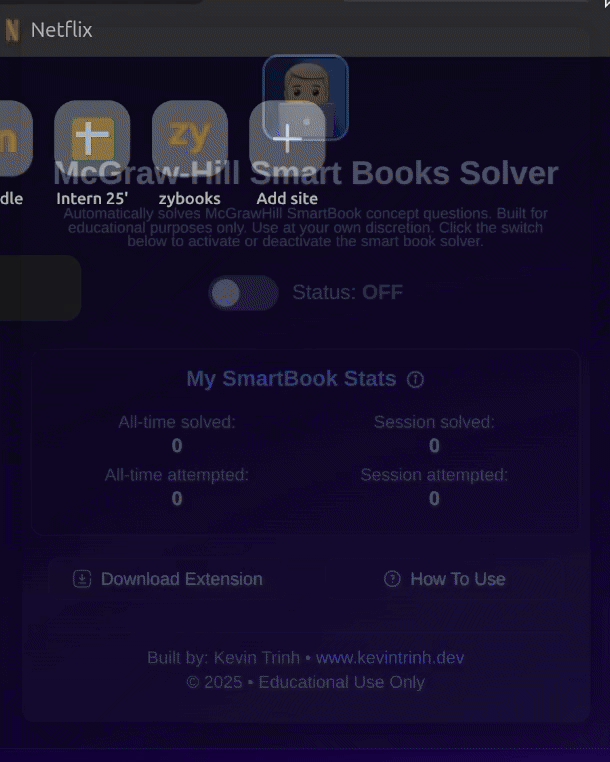 Netflix
dle
Intern 25'
zy
zybooks
Add site
McGraw-Hill Smart Books Solver
Automatically solves McGrawHill SmartBook concept questions. Built for
educational purposes only. Use at your own discretion. Click the switch
below to activate or deactivate the smart book solver.
Status: OFF
My SmartBook Stats
All-time solved:
0
Session solved:
0
All-time attempted:
0
Session attempted:
0
Download Extension
How To Use
Built by: Kevin Trinh • www.kevintrinh.dev
© 2025 • Educational Use Only